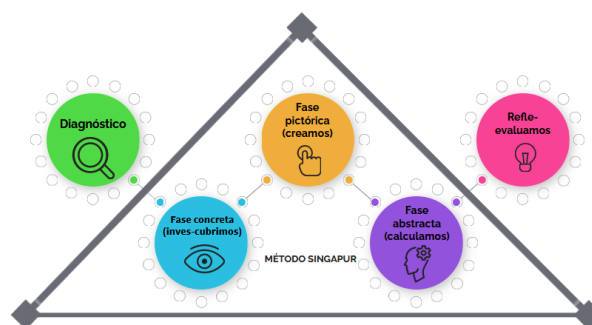 Diagnóstico
Fase concreta
(inves-cubrimos)
Fase
pictórica
(creamos)
Fase
abstracta
(calculamos)
Refle-
evaluamos
MÉTODO SINGAPUR